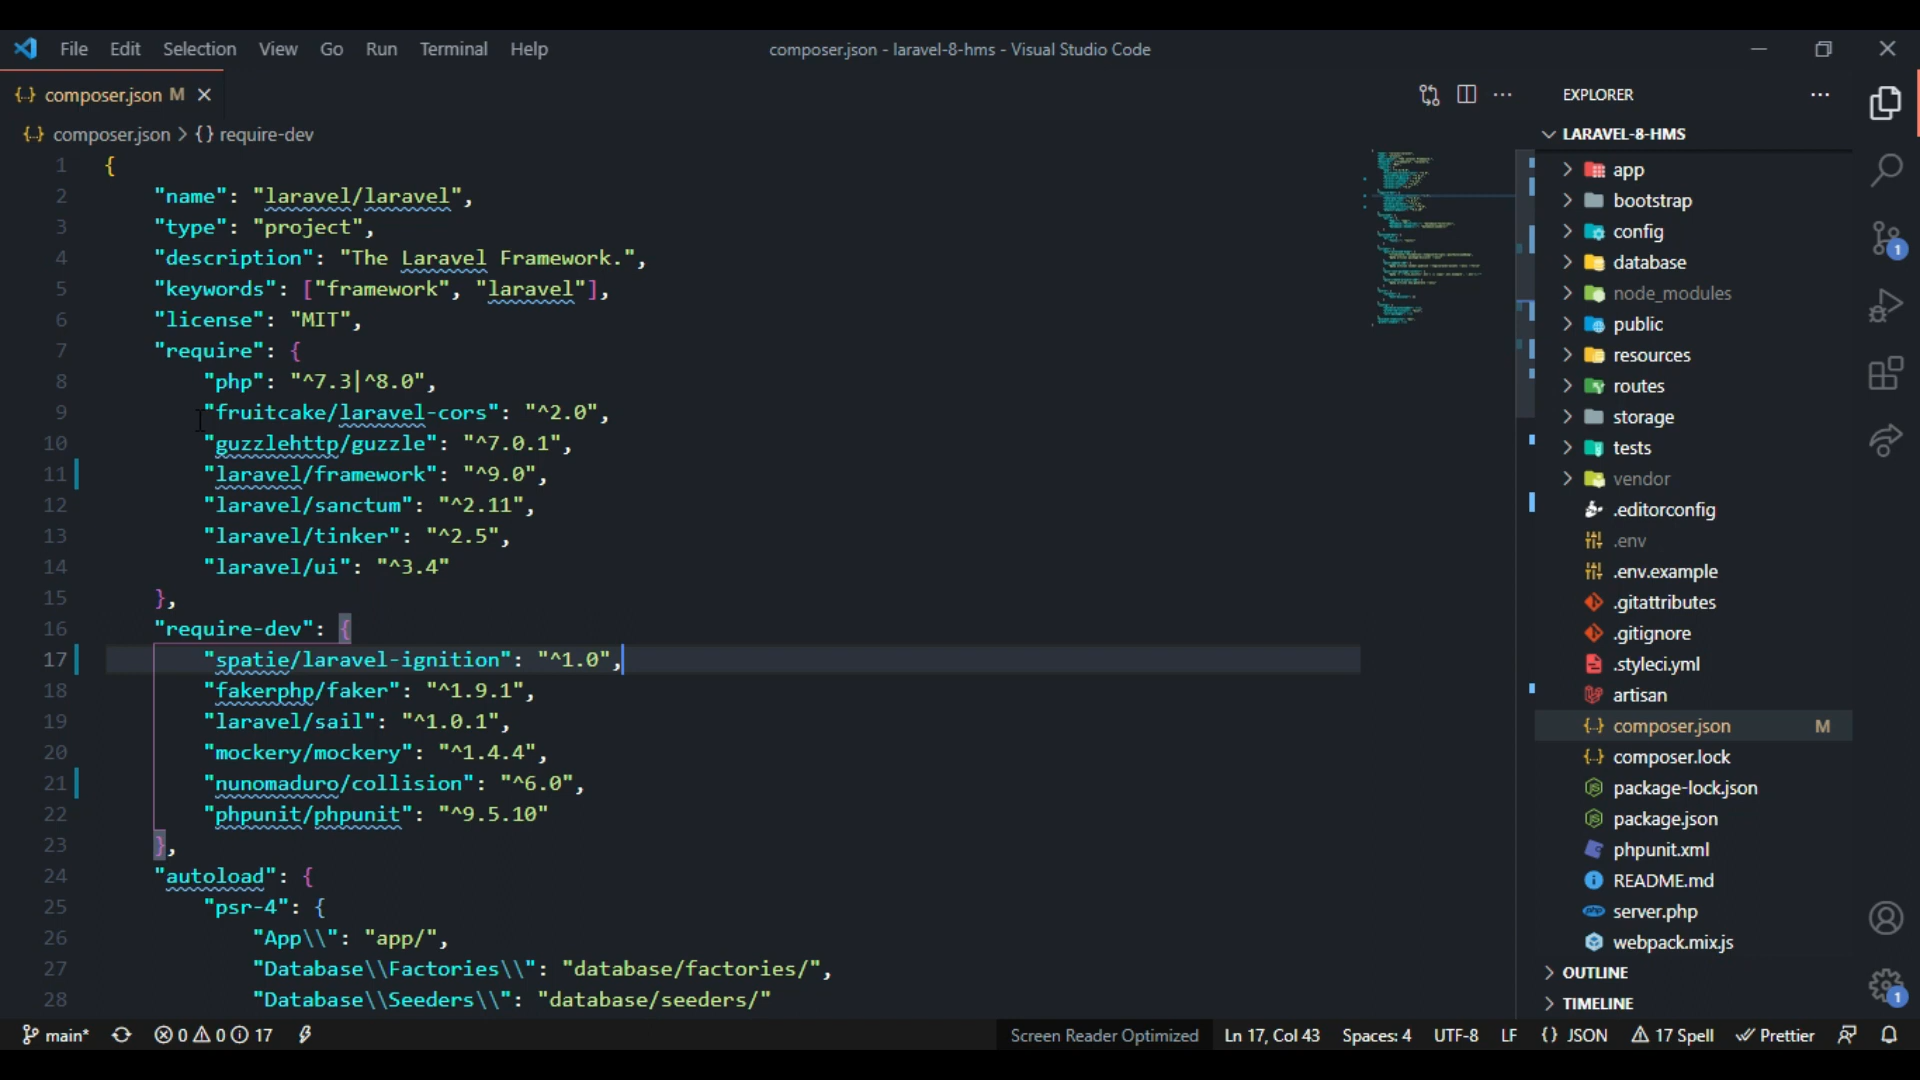 File Edit Selection View Go Run Terminal Help
composer.json - laravel-8-hms - Visual Studio Code
composer.json M
composer.json > {} require-dev
1 {
2 "name": "laravel/laravel",
3 "type": "project",
4 "description": "The Laravel Framework.",
5 "keywords": ["framework", "laravel"],
6 "license": "MIT",
7 "require": {
8 "php": "^7.3|^8.0",
9 "fruitcake/laravel-cors": "^2.0",
10 "guzzlehttp/guzzle": "^7.0.1",
11 "laravel/framework": "^9.0",
12 "laravel/sanctum": "^2.11",
13 "laravel/tinker": "^2.5",
14 "laravel/ui": "^3.4"
15 },
16 "require-dev": {
17 "spatie/laravel-ignition": "^1.0",
18 "fakerphp/faker": "^1.9.1",
19 "laravel/sail": "^1.0.1",
20 "mockery/mockery": "^1.4.4",
21 "nunomaduro/collision": "^6.0",
22 "phpunit/phpunit": "^9.5.10"
23 },
24 "autoload": {
25 "psr-4": {
26 "App\\": "app/",
27 "Database\\Factories\\": "database/factories/",
28 "Database\\Seeders\\": "database/seeders/"
EXPLORER
LARAVEL-8-HMS
app
bootstrap
config
database
node_modules
public
resources
routes
storage
tests
vendor
.editorconfig
.env
.env.example
.gitattributes
.gitignore
.styleci.yml
artisan
composer.json M
composer.lock
package-lock.json
package.json
phpunit.xml
README.md
server.php
webpack.mix.js
OUTLINE
TIMELINE
1
1
main* 0 0 17 Screen Reader Optimized Ln 17, Col 43 Spaces: 4 UTF-8 LF {} JSON 17 Spell Prettier